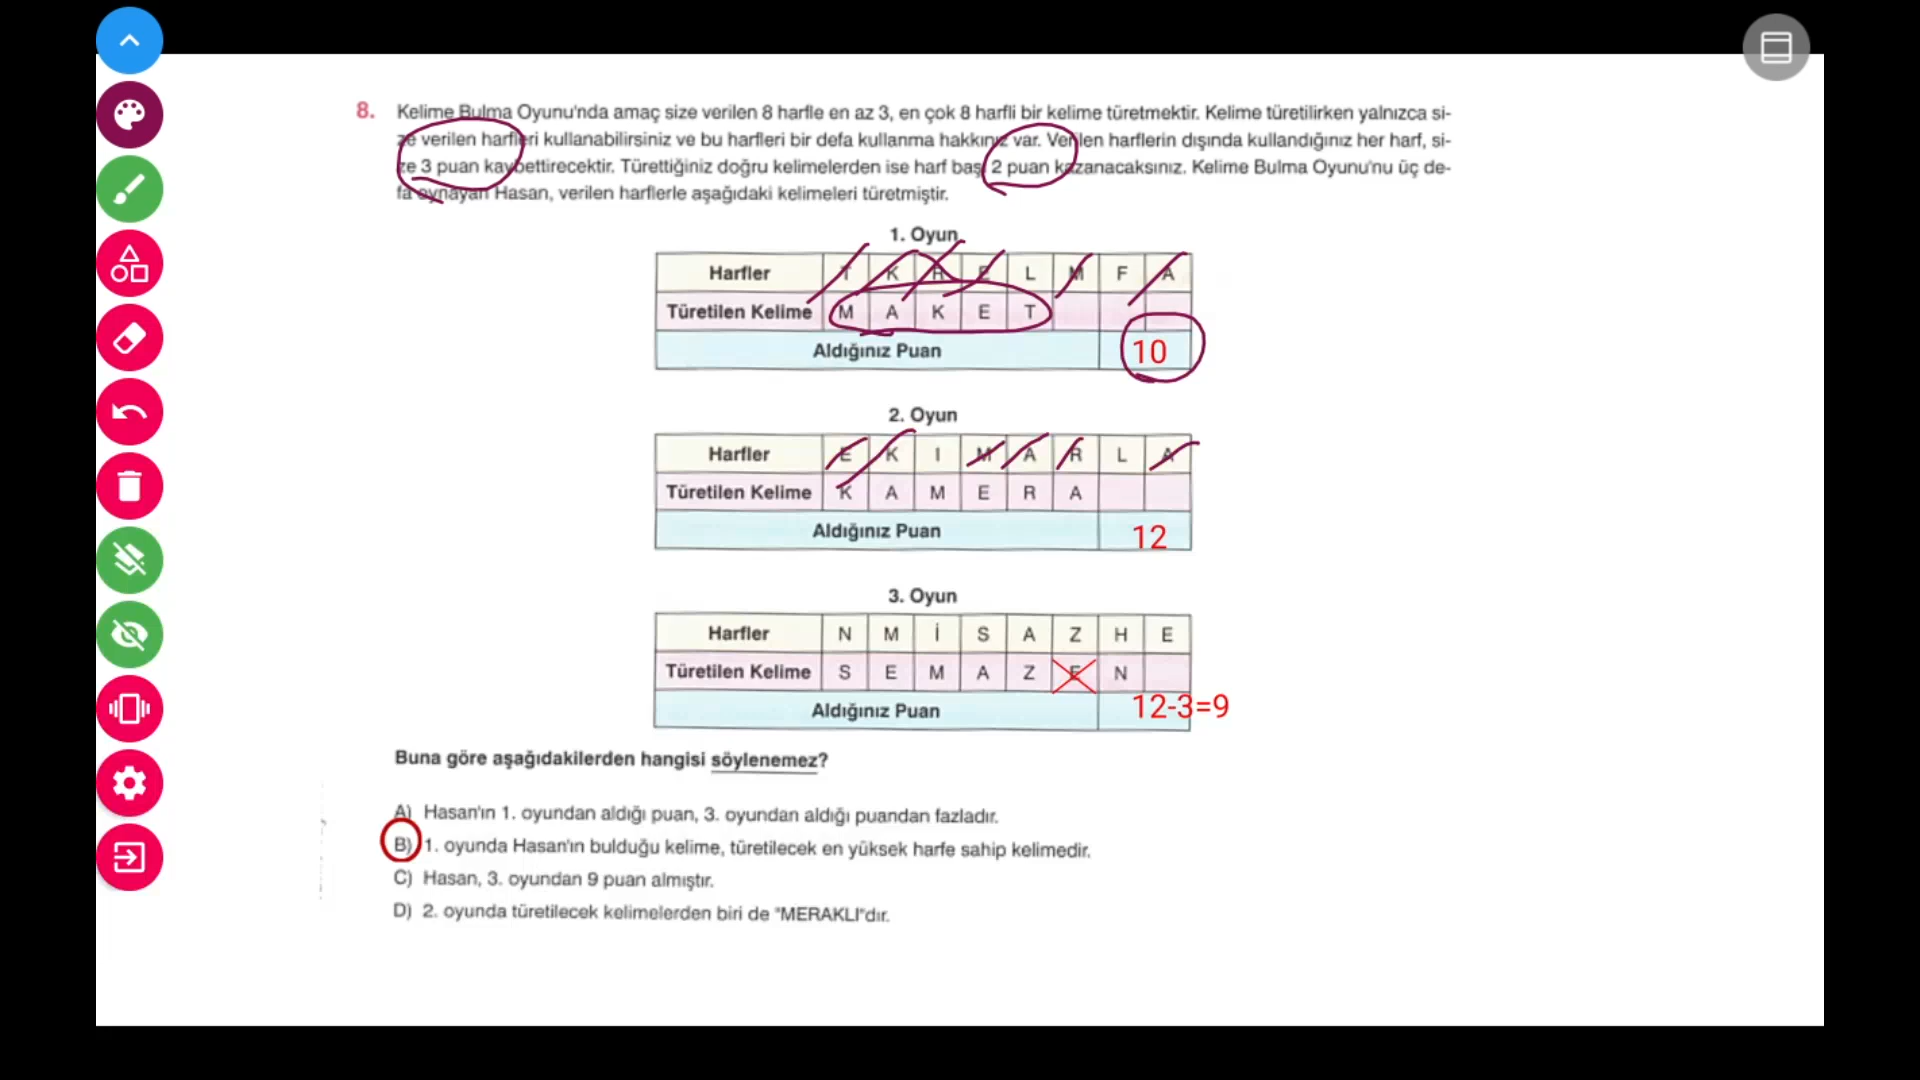 8. Kelime Bulma Oyunu'nda amaç size verilen 8 harfle en az 3, en çok 8 harfli bir kelime türetmektir. Kelime türetilirken yalnızca si-
ze verilen harfleri kullanabilirsiniz ve bu harfleri bir defa kullanma hakkınız var. Verilen harflerin dışında kullandığınız her harf, si-
ze 3 puan kaybettirecektir. Türettiğiniz doğru kelimelerden ise harf başı 2 puan kazanacaksınız. Kelime Bulma Oyunu'nu üç de-
fa oynayan Hasan, verilen harflerle aşağıdaki kelimeleri türetmiştir.
1. Oyun
Harfler T K R E L M F A
Türetilen Kelime M A K E T
Aldığınız Puan 10
2. Oyun
Harfler E K I M A R L A
Türetilen Kelime K A M E R A
Aldığınız Puan 12
3. Oyun
Harfler N M İ S A Z H E
Türetilen Kelime S E M A Z E N
Aldığınız Puan 12-3=9
Buna göre aşağıdakilerden hangisi söylenemez?
A) Hasan'ın 1. oyundan aldığı puan, 3. oyundan aldığı puandan fazladır.
B) 1. oyunda Hasan'ın bulduğu kelime, türetilecek en yüksek harfe sahip kelimedir.
C) Hasan, 3. oyundan 9 puan almıştır.
D) 2. oyunda türetilecek kelimelerden biri de "MERAKLI"dır.